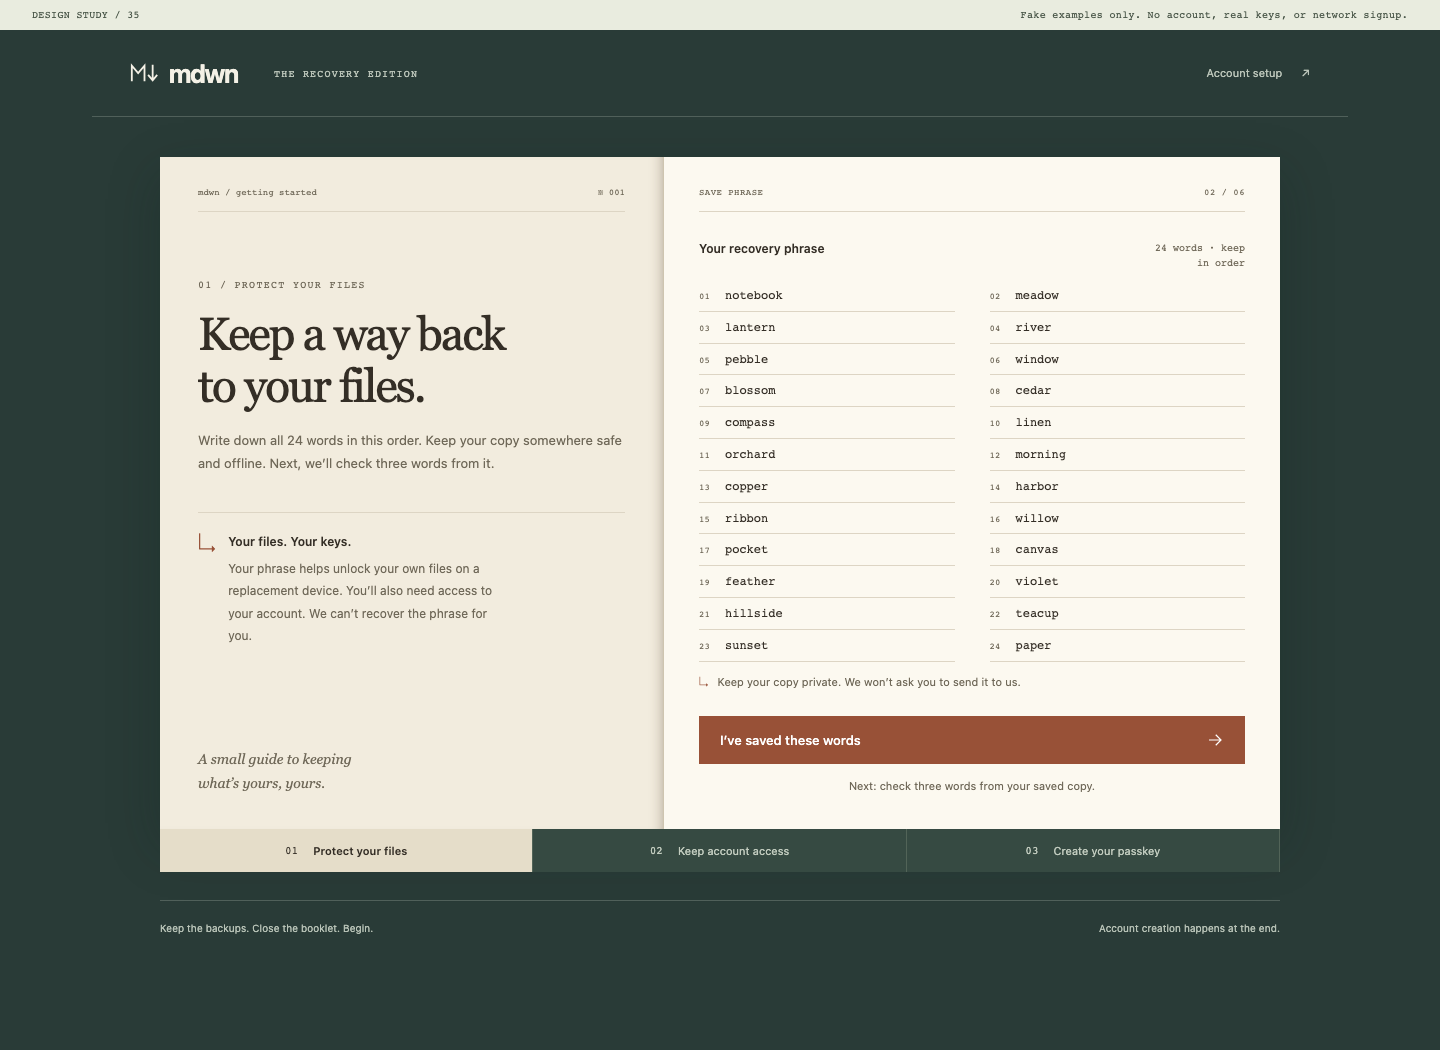 DESIGN STUDY / 35
Fake examples only. No account, real keys, or network signup.
M↓ mdwn
THE RECOVERY EDITION
Account setup ↗
mdwn / getting started
001
01 / PROTECT YOUR FILES
Keep a way back
to your files.
Write down all 24 words in this order. Keep your copy somewhere safe
and offline. Next, we’ll check three words from it.
Your files. Your keys.
Your phrase helps unlock your own files on a
replacement device. You’ll also need access to
your account. We can’t recover the phrase for
you.
A small guide to keeping
what’s yours, yours.
SAVE PHRASE
02 / 06
Your recovery phrase
24 words · keep
in order
01 notebook
02 meadow
03 lantern
04 river
05 pebble
06 window
07 blossom
08 cedar
09 compass
10 linen
11 orchard
12 morning
13 copper
14 harbor
15 ribbon
16 willow
17 pocket
18 canvas
19 feather
20 violet
21 hillside
22 teacup
23 sunset
24 paper
Keep your copy private. We won’t ask you to send it to us.
I’ve saved these words →
Next: check three words from your saved copy.
01 Protect your files
02 Keep account access
03 Create your passkey
Keep the backups. Close the booklet. Begin.
Account creation happens at the end.